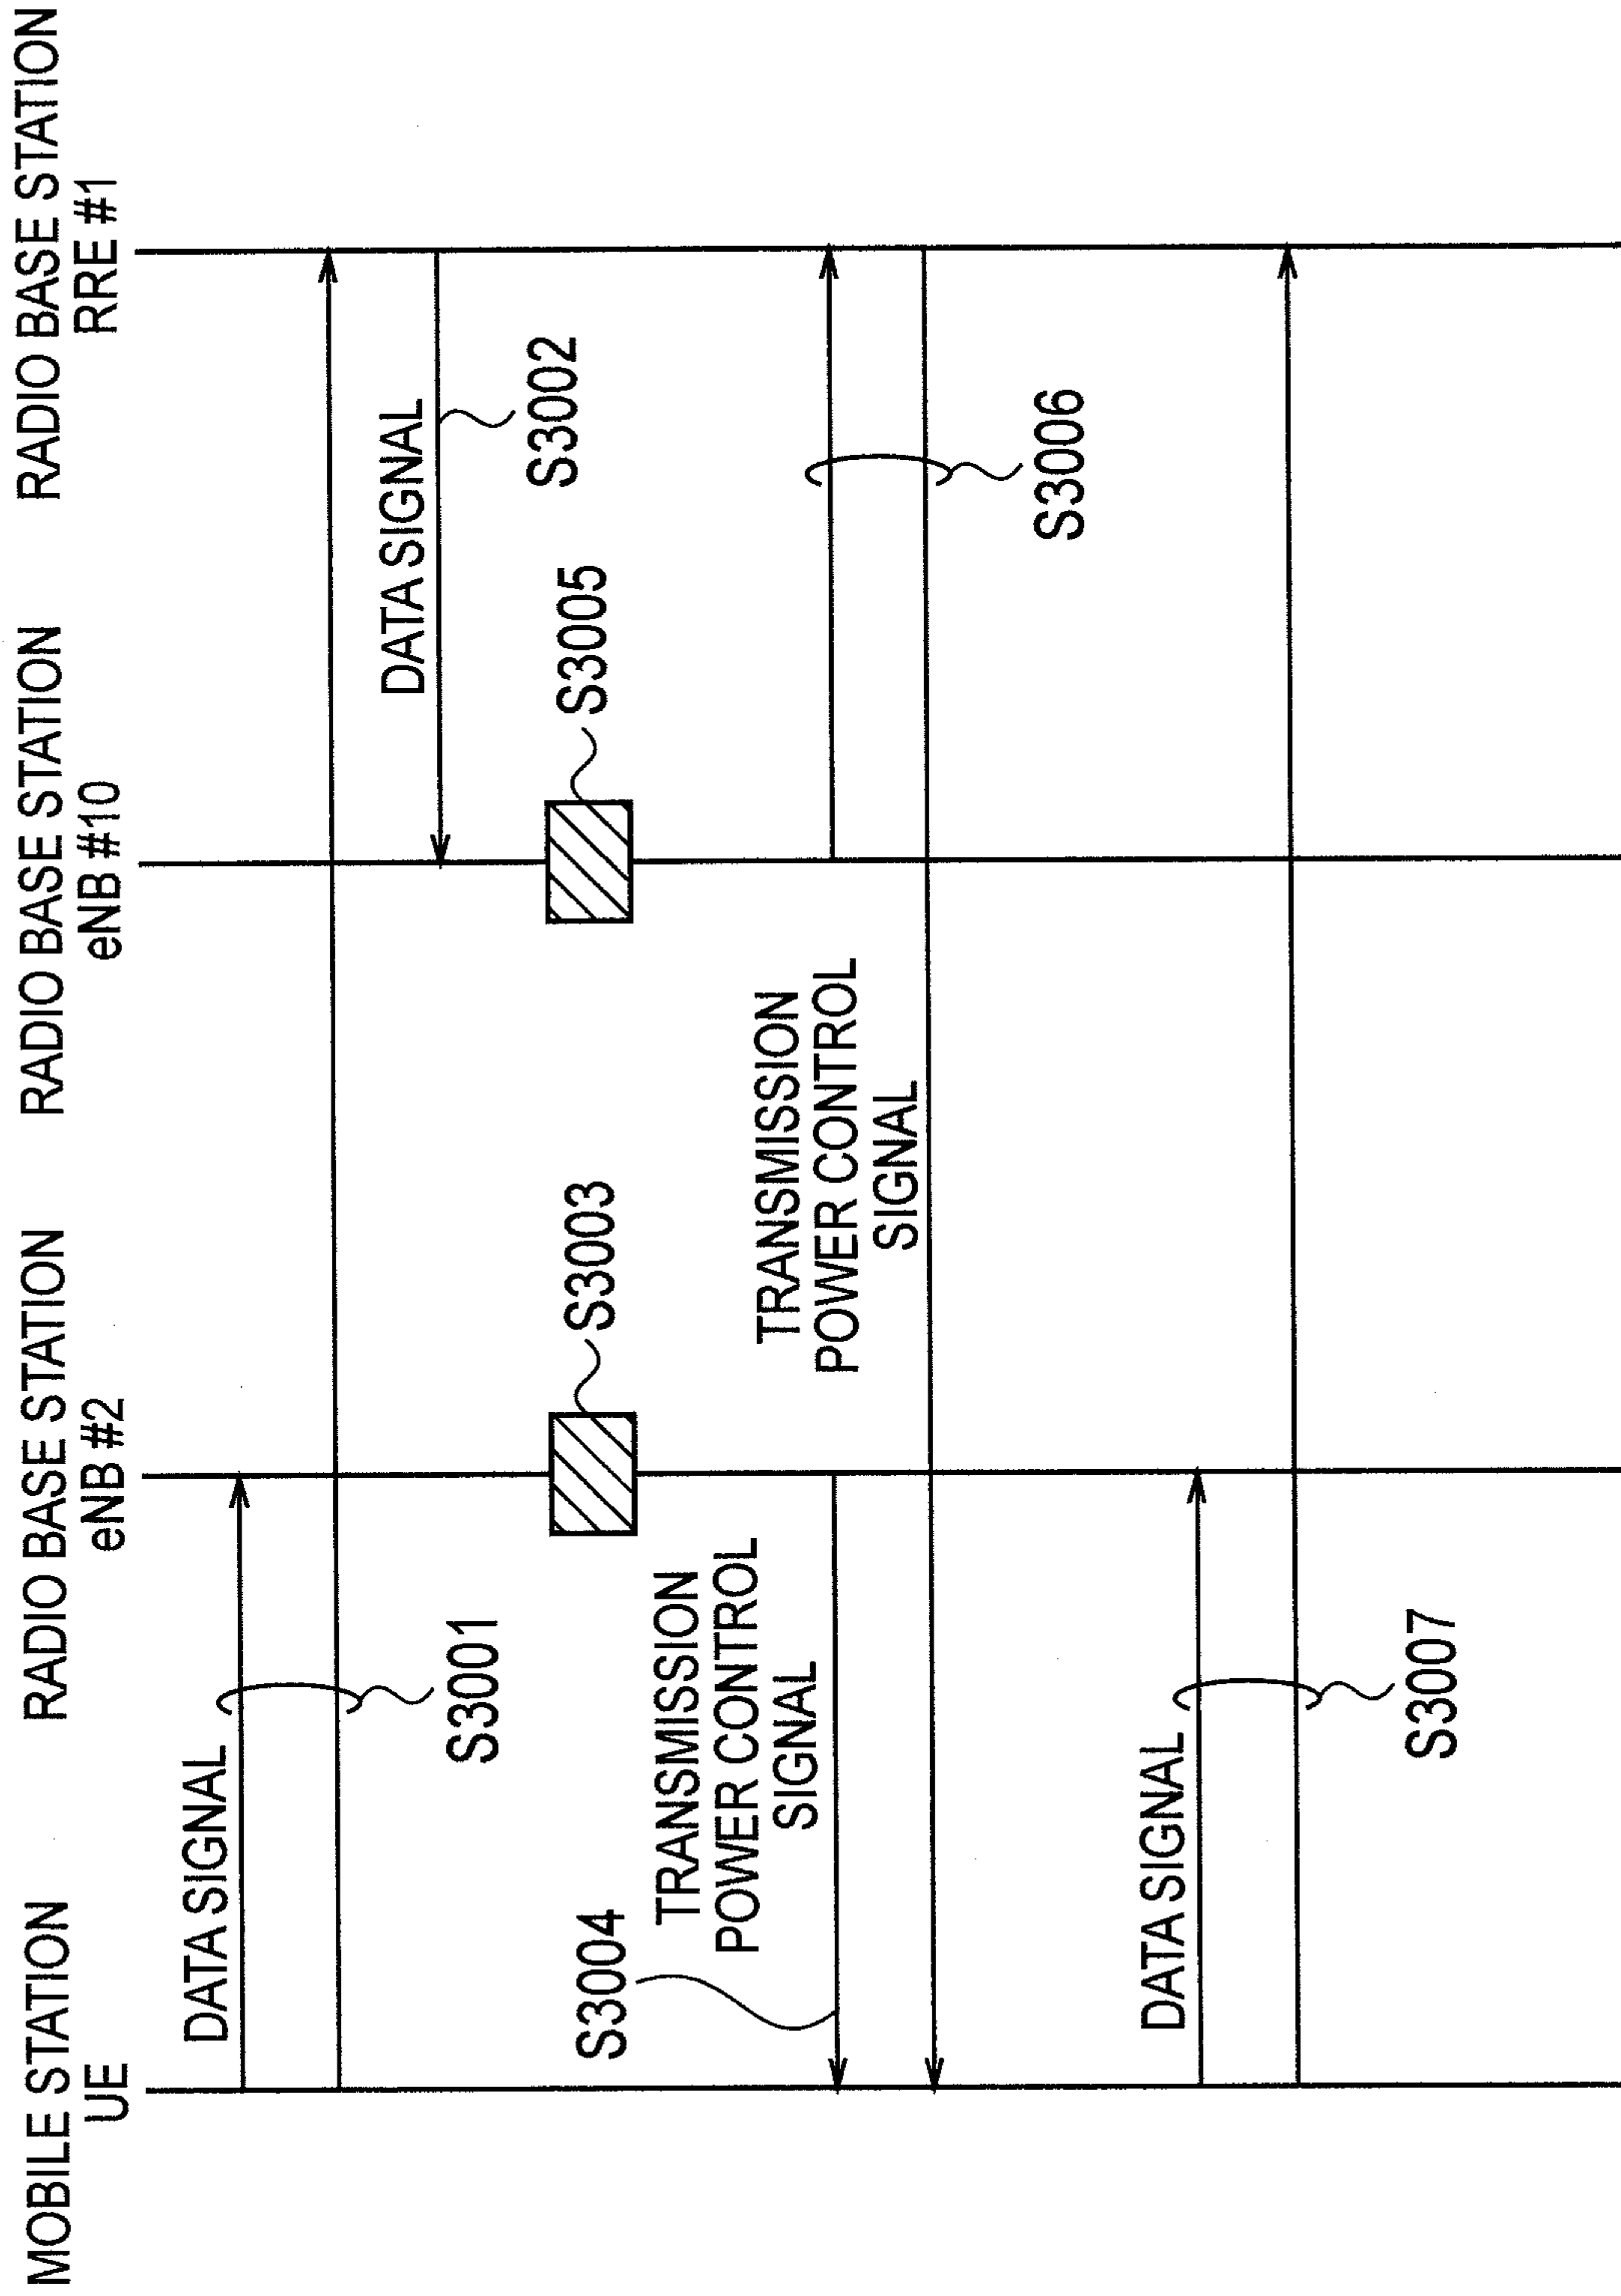 MOBILE STATION
UE
RADIO BASE STATION
eNB #2
RADIO BASE STATION
eNB #10
RADIO BASE STATION
RRE #1
DATA SIGNAL
S3001
DATA SIGNAL
S3002
S3003
S3005
S3004
TRANSMISSION
POWER CONTROL
SIGNAL
TRANSMISSION
POWER CONTROL
SIGNAL
S3006
DATA SIGNAL
S3007